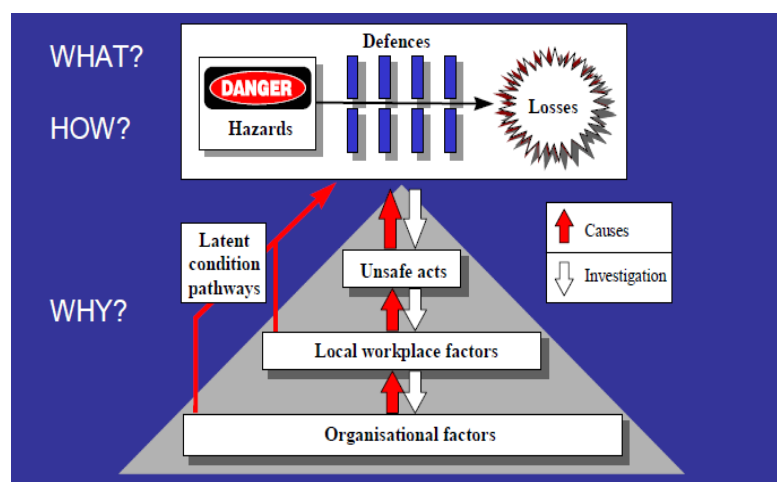 WHAT?
HOW?
WHY?
Defences
DANGER
Hazards
Losses
Latent
condition
pathways
Unsafe acts
Local workplace factors
Organisational factors
Causes
Investigation